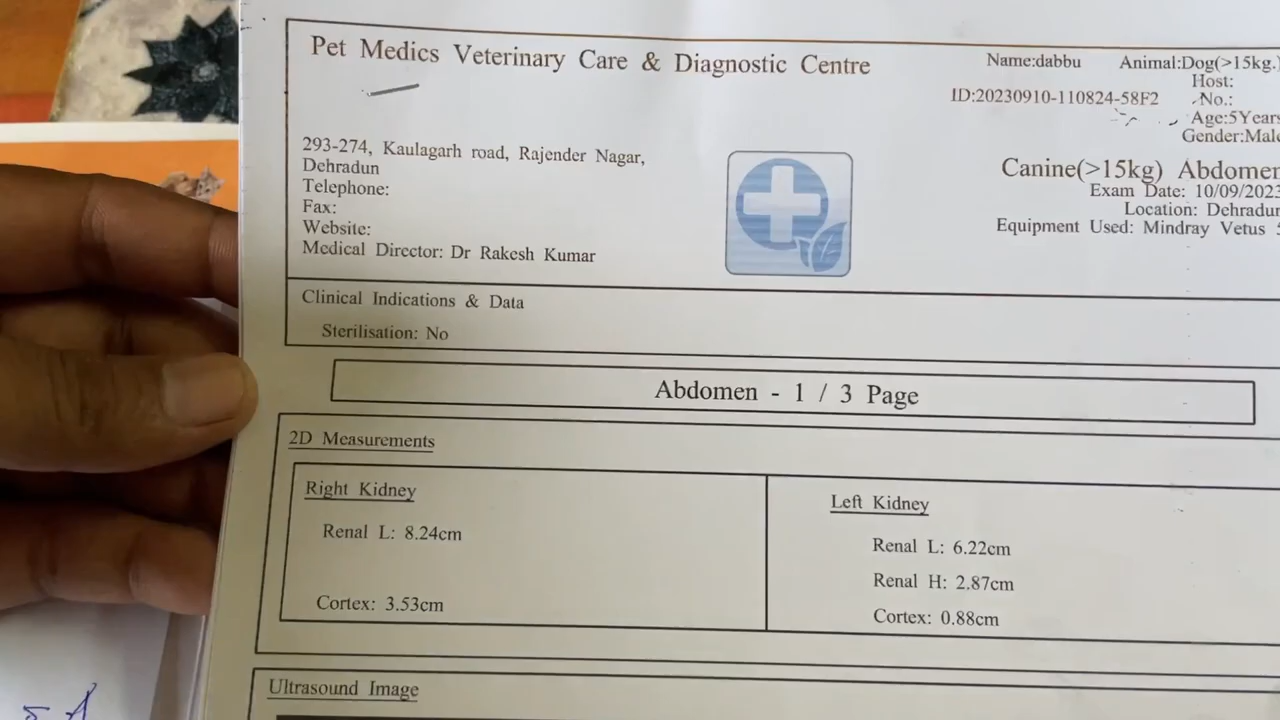 Pet Medics Veterinary Care & Diagnostic Centre
293-274, Kaulagarh road, Rajender Nagar,
Dehradun
Telephone:
Fax:
Website:
Medical Director: Dr Rakesh Kumar
Name:dabbu Animal:Dog(>15kg.)
Host:
ID:20230910-110824-58F2 No.:
Age:5Years
Gender:Male
Canine(>15kg) Abdomen
Exam Date: 10/09/2023
Location: Dehradun
Equipment Used: Mindray Vetus
Clinical Indications & Data
Sterilisation: No
Abdomen - 1 / 3 Page
2D Measurements
Right Kidney
Renal L: 8.24cm
Cortex: 3.53cm
Left Kidney
Renal L: 6.22cm
Renal H: 2.87cm
Cortex: 0.88cm
Ultrasound Image